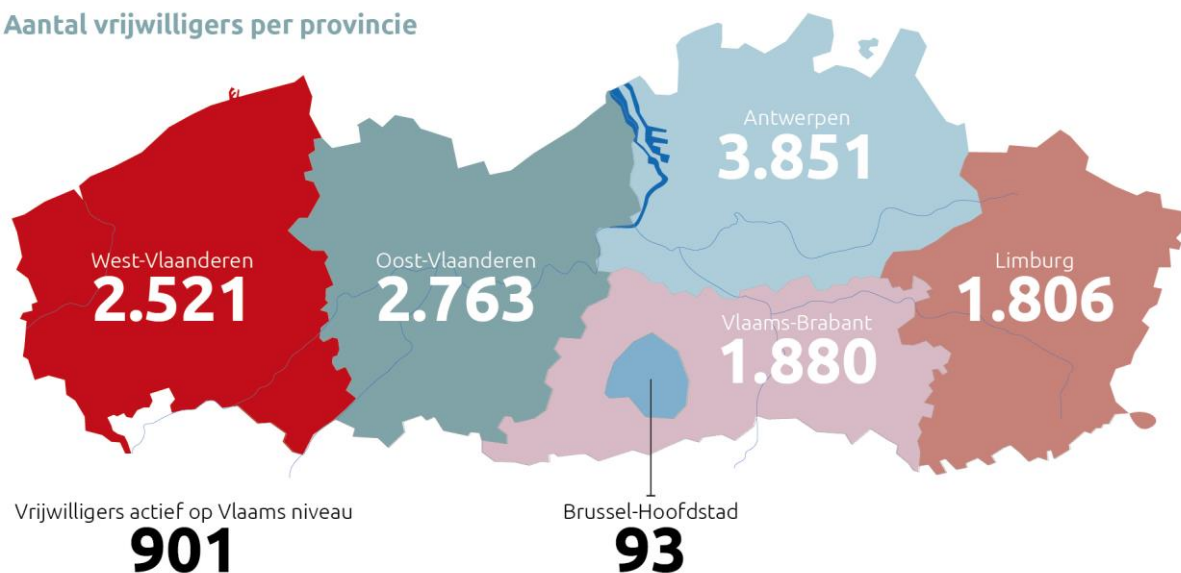 Aantal vrijwilligers per provincie
Antwerpen
3.851
West-Vlaanderen
2.521
Oost-Vlaanderen
2.763
Limburg
1.806
Vlaams-Brabant
1.880
Vrijwilligers actief op Vlaams niveau
901
Brussel-Hoofdstad
93